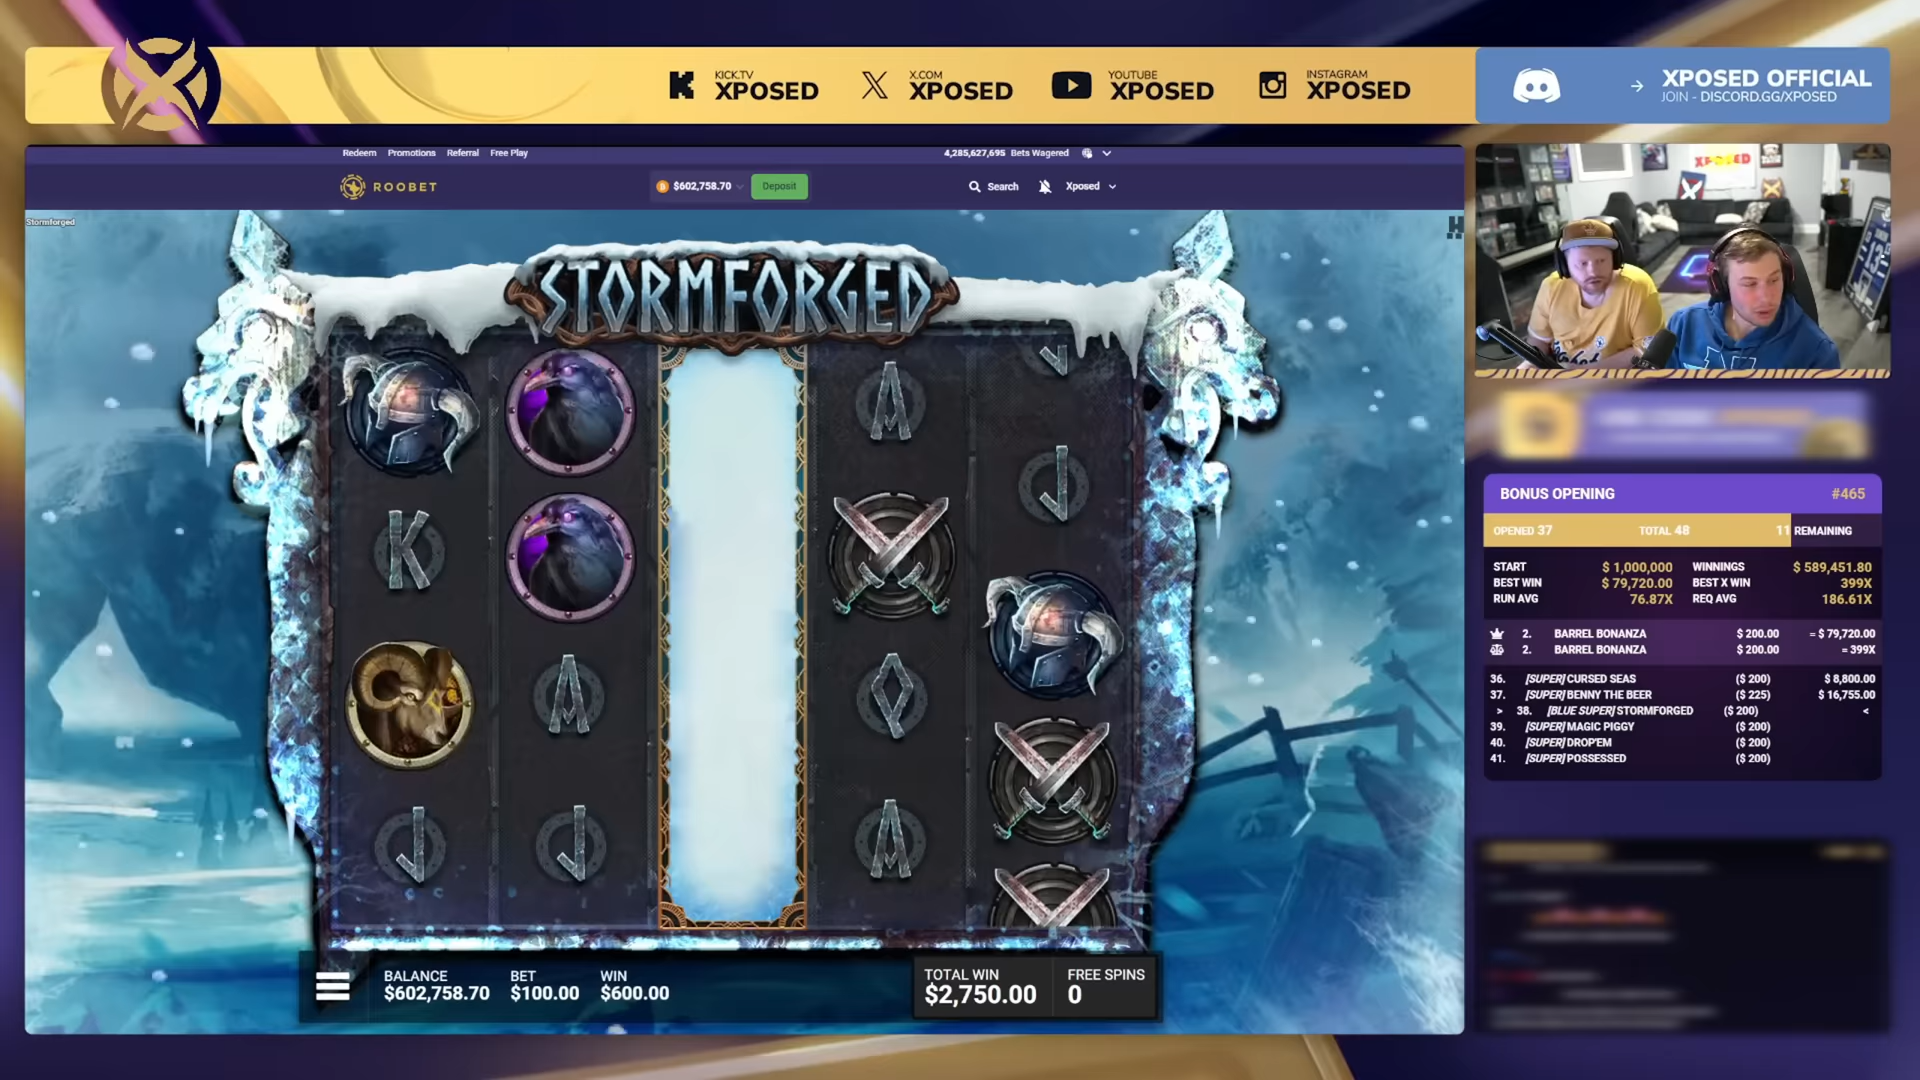 KICK.TV
XPOSED
X.COM
XPOSED
YOUTUBE
XPOSED
INSTAGRAM
XPOSED
XPOSED OFFICIAL
JOIN - DISCORD.GG/XPOSED
Redeem Promotions Referral Free Play
4,285,627,695 Bets Wagered
ROOBET
$602,758.70
Deposit
Search
Xposed
Stormforged
STORMFORGED
XPOSED
A
J
K
J
A
Q
J
J
A
BALANCE
$602,758.70
BET
$100.00
WIN
$600.00
TOTAL WIN
$2,750.00
FREE SPINS
0
BONUS OPENING #465
OPENED 37 TOTAL 48 11 REMAINING
START $ 1,000,000 WINNINGS $ 589,451.80
BEST WIN $ 79,720.00 BEST X WIN 399X
RUN AVG 76.87X REQ AVG 186.61X
2. BARREL BONANZA $ 200.00 = $ 79,720.00
2. BARREL BONANZA $ 200.00 = 399X
36. [SUPER] CURSED SEAS ($ 200) $ 8,800.00
37. [SUPER] BENNY THE BEER ($ 225) $ 16,755.00
> 38. [BLUE SUPER] STORMFORGED ($ 200) <
39. [SUPER] MAGIC PIGGY ($ 200)
40. [SUPER] DROP'EM ($ 200)
41. [SUPER] POSSESSED ($ 200)